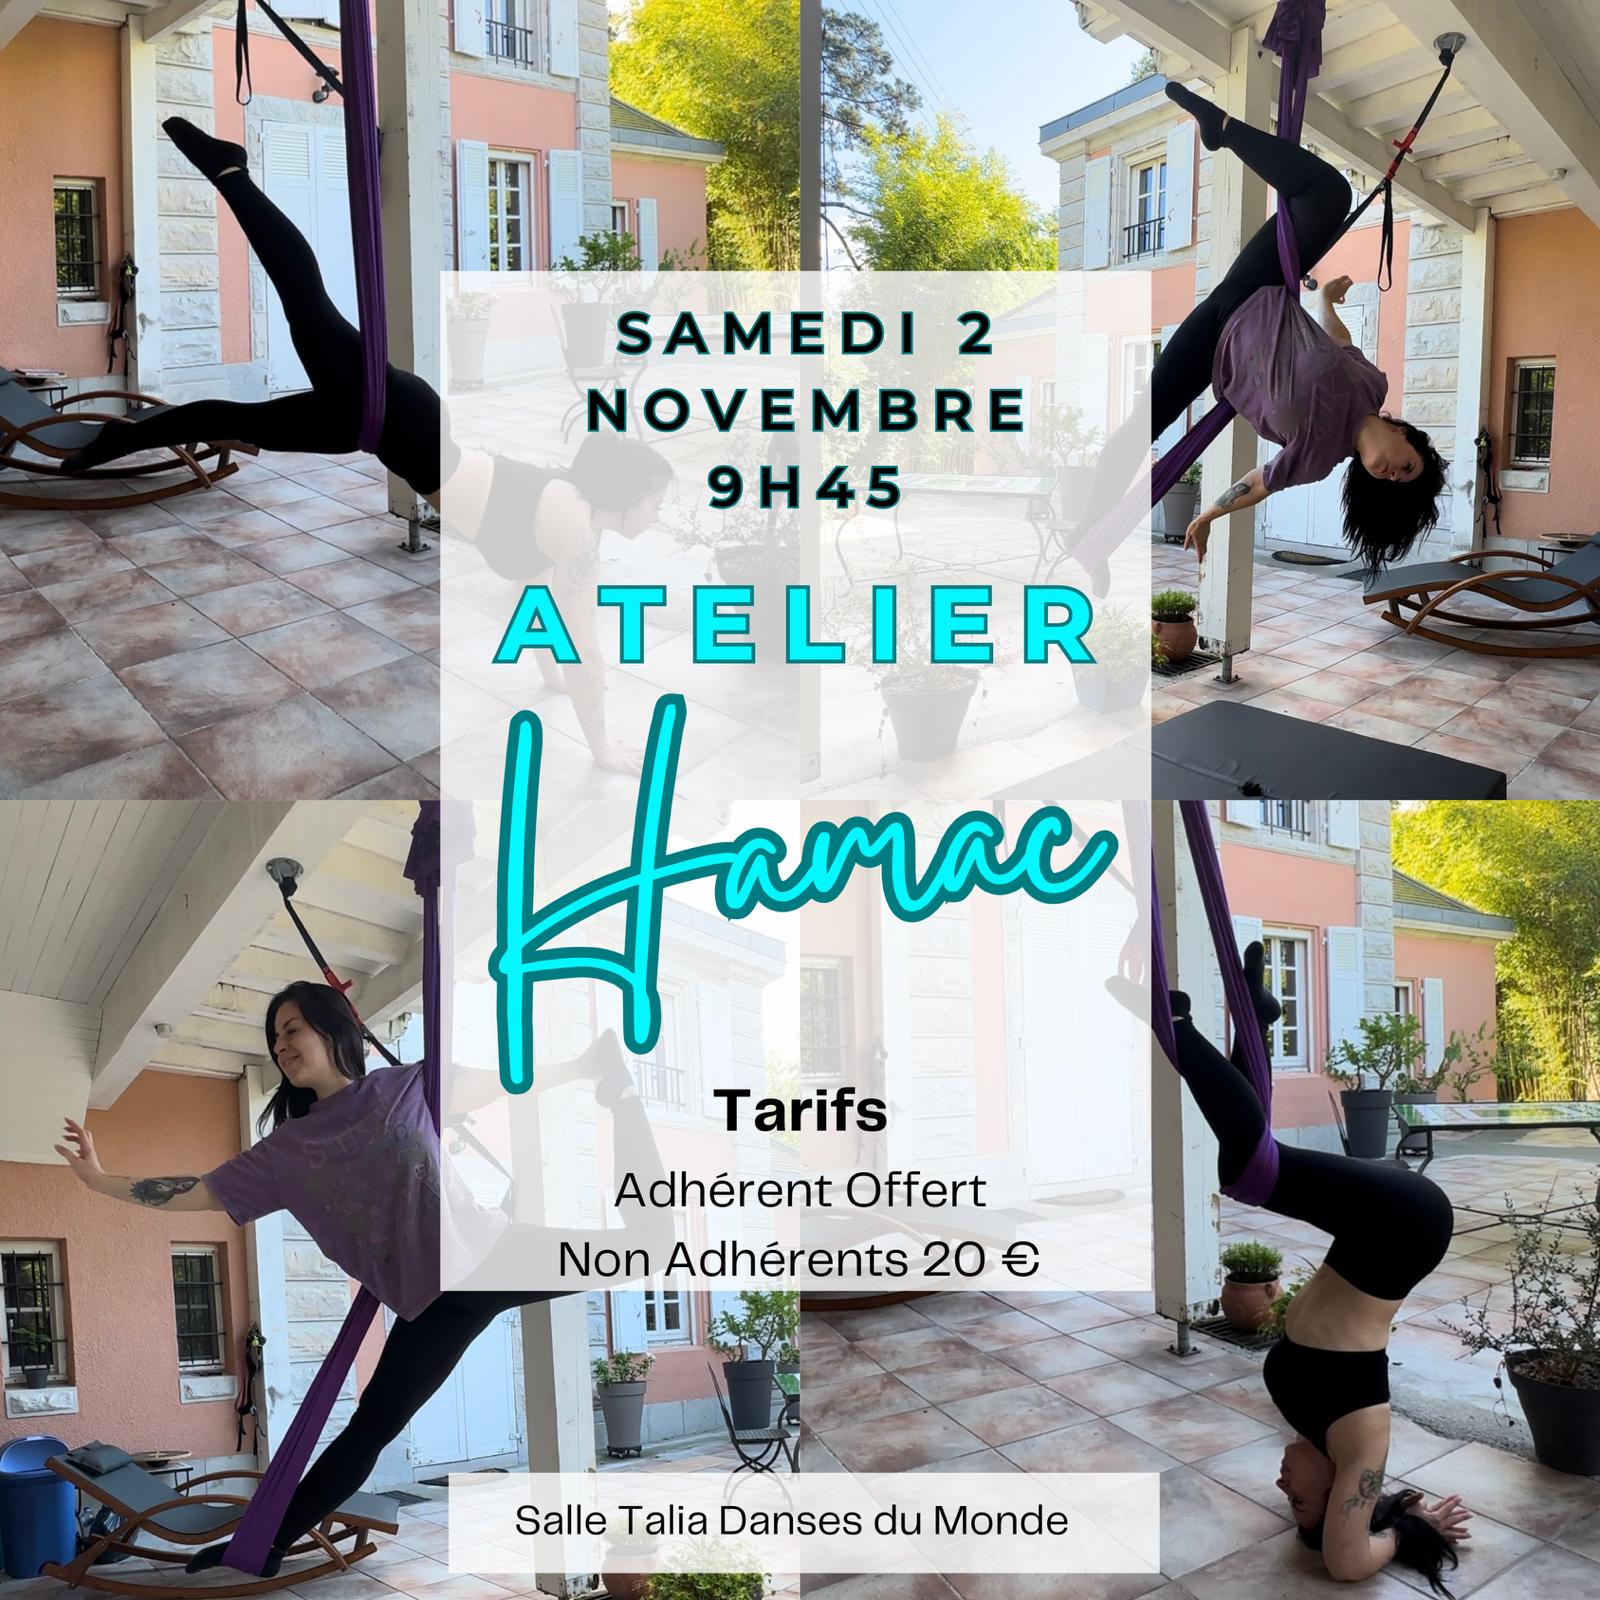 SAMEDI 2
NOVEMBRE
9H45
ATELIER
Hamac
Tarifs
Adhérent Offert
Non Adhérents 20 €
Salle Talia Danses du Monde